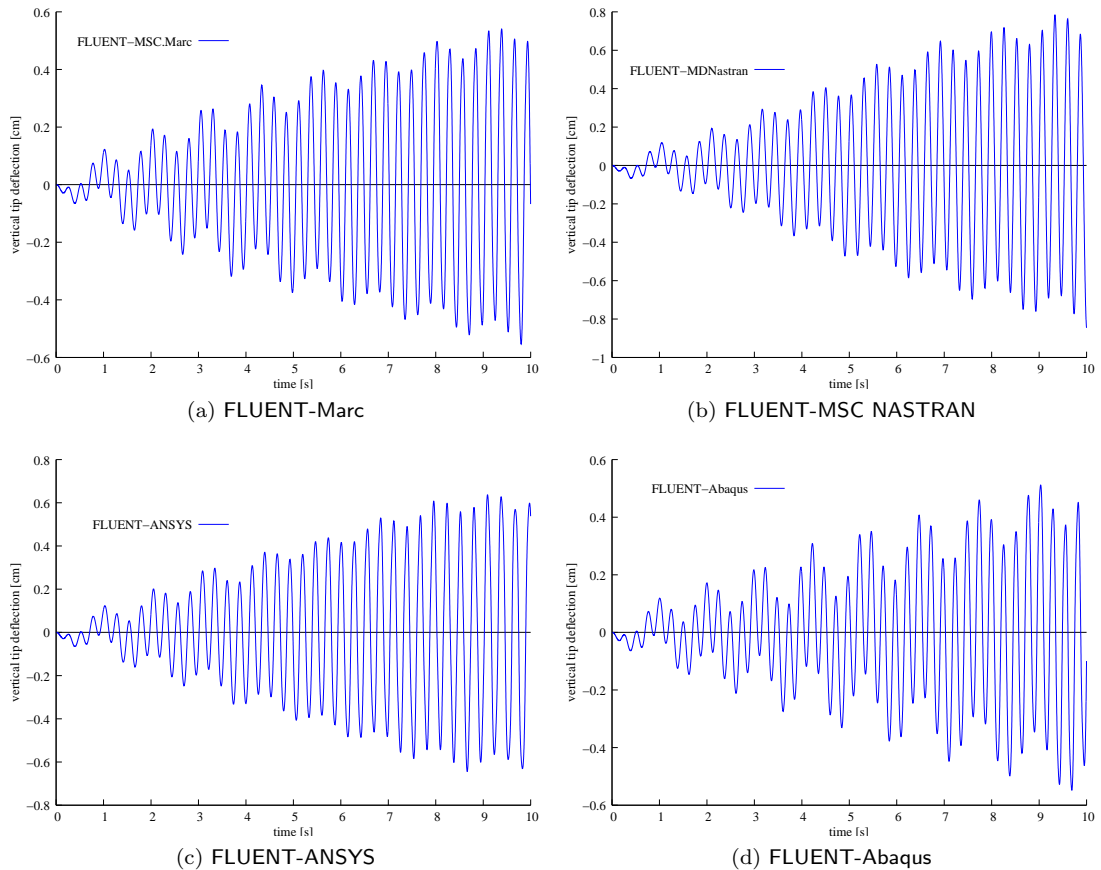 0.6
FLUENT−MSC.Marc
0.4
0.2
0
−0.2
−0.4
−0.6
vertical tip deflection [cm]
0 1 2 3 4 5 6 7 8 9 10
time [s]
(a) FLUENT-Marc
0.8
FLUENT−MDNastran
0.6
0.4
0.2
0
−0.2
−0.4
−0.6
−0.8
−1
vertical tip deflection [cm]
0 1 2 3 4 5 6 7 8 9 10
time [s]
(b) FLUENT-MSC NASTRAN
0.8
0.6
FLUENT−ANSYS
0.4
0.2
0
−0.2
−0.4
−0.6
−0.8
vertical tip deflection [cm]
0 1 2 3 4 5 6 7 8 9 10
time [s]
(c) FLUENT-ANSYS
0.6
FLUENT−Abaqus
0.4
0.2
0
−0.2
−0.4
−0.6
vertical tip deflection [cm]
0 1 2 3 4 5 6 7 8 9 10
time [s]
(d) FLUENT-Abaqus